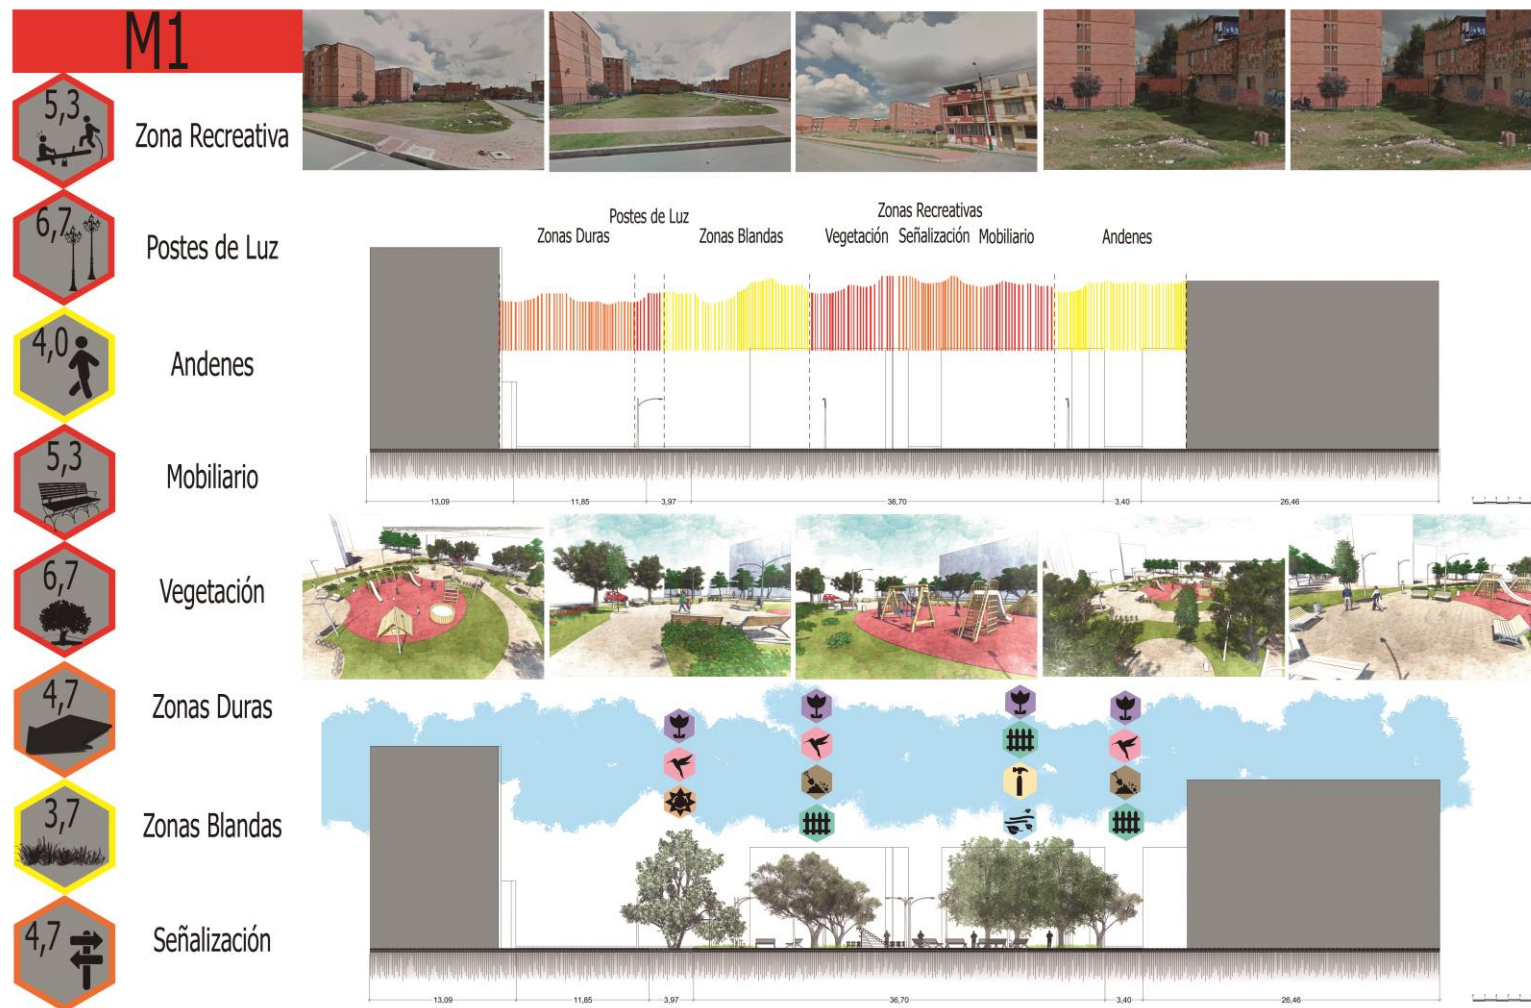 M1
5,3
Zona Recreativa
6,7
Postes de Luz
4,0
Andenes
5,3
Mobiliario
6,7
Vegetación
4,7
Zonas Duras
3,7
Zonas Blandas
4,7
Señalización
Zonas Duras
Postes de Luz
Zonas Blandas
Zonas Recreativas
Vegetación Señalización Mobiliario
Andenes
13,09 11,85 3,97 36,70 3,40 26,46
13,09 11,85 3,97 36,70 3,40 26,46